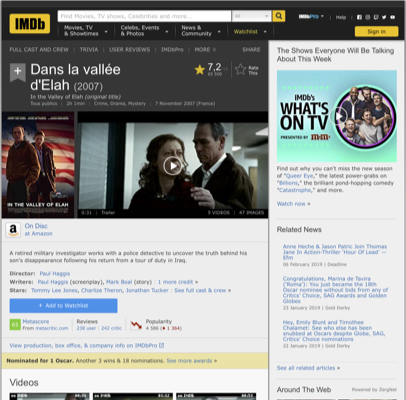 IMDb
Find Movies, TV shows, Celebrities and more...
All
IMDbPro
Help
Movies, TV
& Showtimes
Celebs, Events
& Photos
News &
Community
Watchlist
Sign in
FULL CAST AND CREW | TRIVIA | USER REVIEWS | IMDbPro | MORE
SHARE
Dans la vallée
d'Elah (2007)
In the Valley of Elah (original title)
Tous publics | 2h 1min | Crime, Drama, Mystery | 7 November 2007 (France)
7,2
Rate
This
IN THE VALLEY OF ELAH
0:31 | Trailer
5 VIDEOS | 47 IMAGES
On Disc
at Amazon
A retired military investigator works with a police detective to uncover the truth behind his
son's disappearance following his return from a tour of duty in Iraq.
Director: Paul Haggis
Writers: Paul Haggis (screenplay), Mark Boal (story) | 1 more credit »
Stars: Tommy Lee Jones, Charlize Theron, Jonathan Tucker | See full cast & crew »
+ Add to Watchlist
Metascore
From metacritic.com
Reviews
238 user | 242 critic
Popularity
View production, box office, & company info on IMDbPro
Nominated for 1 Oscar. Another 3 wins & 18 nominations. See more awards »
Videos
The Shows Everyone Will Be Talking
About This Week
IMDb's
WHAT'S
ON TV
PRESENTED BY m&m's
Find out why you can't miss the new season
of "Queer Eye," the latest power-grabs on
"Billions," the brilliant pond-hopping comedy
"Catastrophe," and more.
Watch now »
Related News
Anne Heche & Jason Patric Join Thomas
Jane In Action-Thriller 'Hour Of Lead' —
Efm
06 February 2019 | Deadline
Congratulations, Marina de Tavira
('Roma'): You just became the 18th
Oscar nominee without bids from any of
Critics' Choice, SAG Awards and Golden
Globes
23 January 2019 | Gold Derby
Hey, Emily Blunt and Timothee
Chalamet: See who else has been
snubbed at Oscars despite Globe, SAG,
Critics' Choice nominations
22 January 2019 | Gold Derby
See all related articles »
Around The Web
Powered by ZergNet